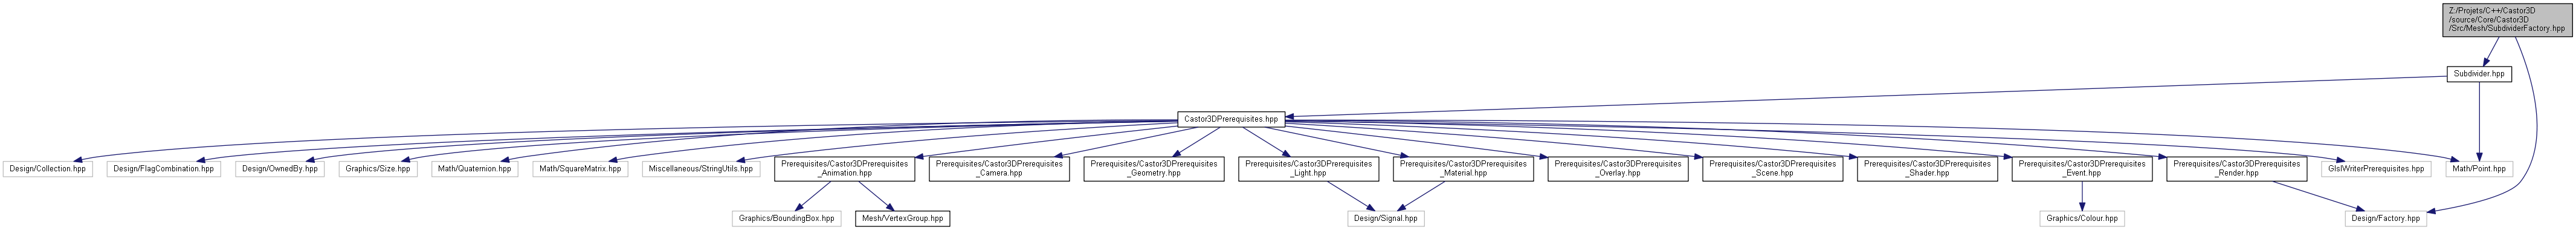 Z:/Projets/C++/Castor3D
/source/Core/Castor3D
/Src/Mesh/SubdividerFactory.hpp
Subdivider.hpp
Castor3DPrerequisites.hpp
Design/Collection.hpp
Design/FlagCombination.hpp
Design/OwnedBy.hpp
Graphics/Size.hpp
Math/Quaternion.hpp
Math/SquareMatrix.hpp
Miscellaneous/StringUtils.hpp
Prerequisites/Castor3DPrerequisites
_Animation.hpp
Prerequisites/Castor3DPrerequisites
_Camera.hpp
Prerequisites/Castor3DPrerequisites
_Geometry.hpp
Prerequisites/Castor3DPrerequisites
_Light.hpp
Prerequisites/Castor3DPrerequisites
_Material.hpp
Prerequisites/Castor3DPrerequisites
_Overlay.hpp
Prerequisites/Castor3DPrerequisites
_Scene.hpp
Prerequisites/Castor3DPrerequisites
_Shader.hpp
Prerequisites/Castor3DPrerequisites
_Event.hpp
Prerequisites/Castor3DPrerequisites
_Render.hpp
GlslWriterPrerequisites.hpp
Math/Point.hpp
Graphics/BoundingBox.hpp
Mesh/VertexGroup.hpp
Design/Signal.hpp
Graphics/Colour.hpp
Design/Factory.hpp